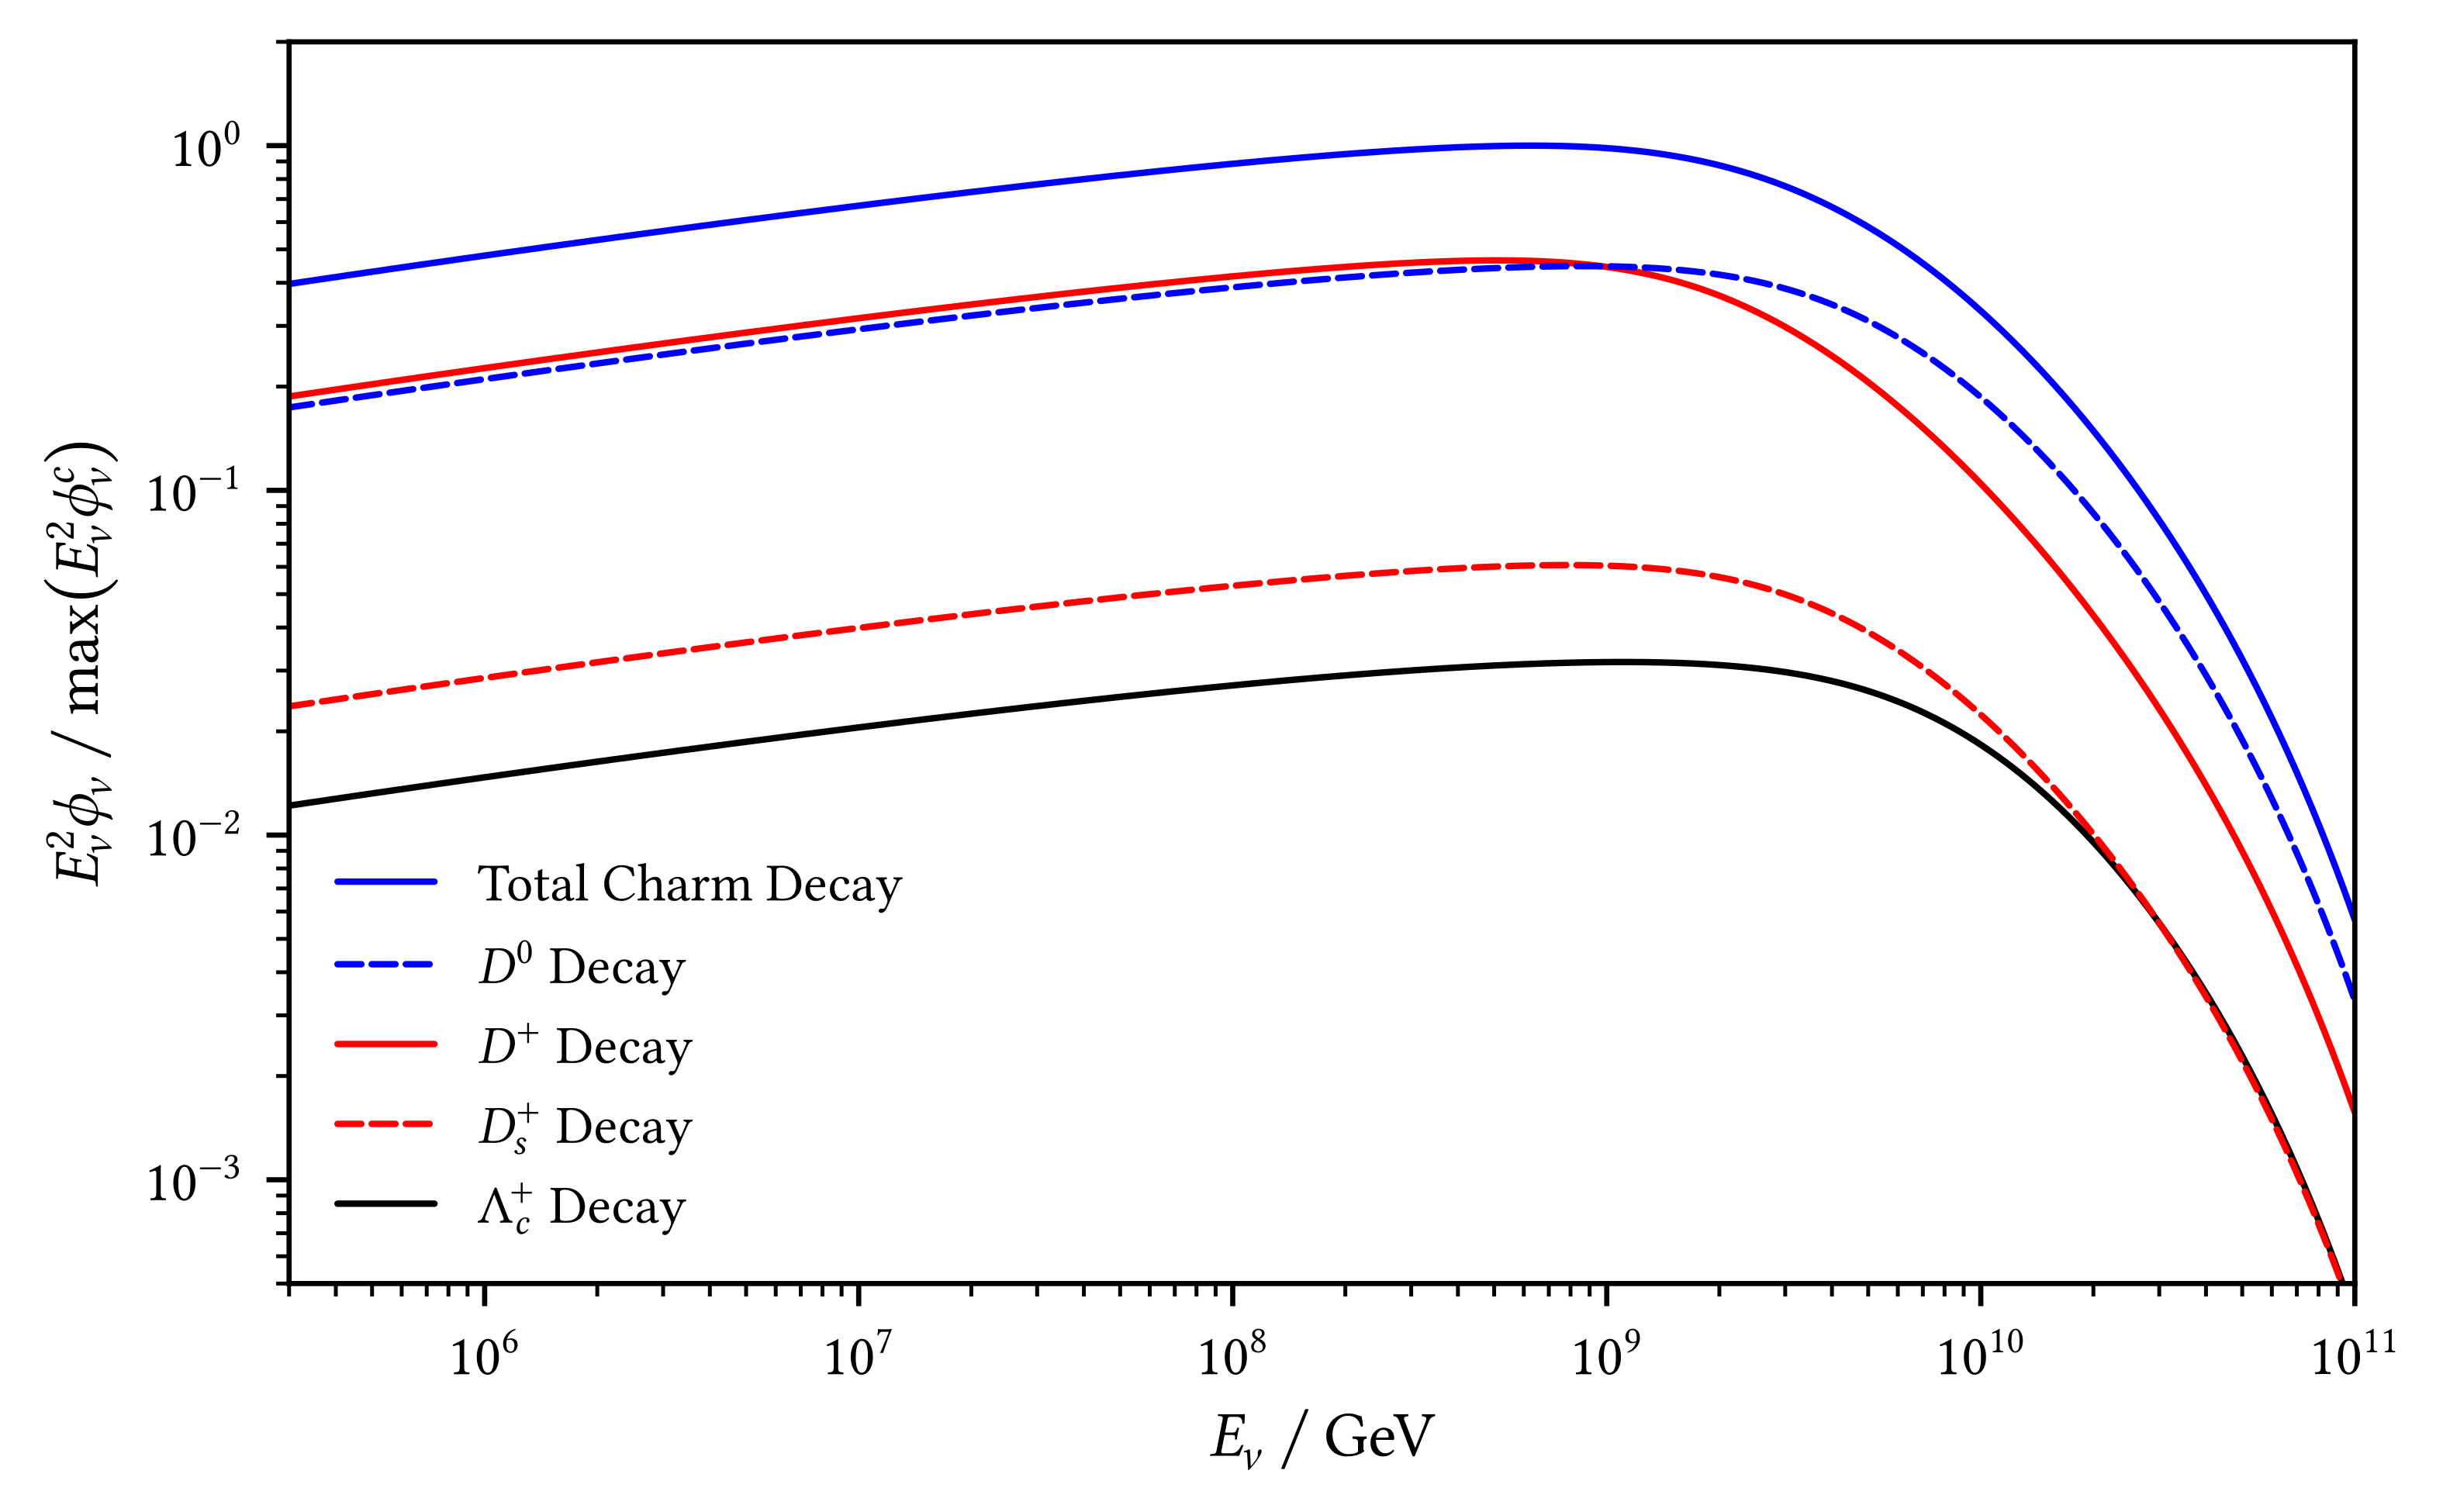 E_ν^2 ϕ_ν / max(E_ν^2 ϕ_ν^c)
10^0
10^−1
10^−2
10^−3
Total Charm Decay
D^0 Decay
D^+ Decay
D_s^+ Decay
Λ_c^+ Decay
10^6 10^7 10^8 10^9 10^10 10^11
E_ν / GeV